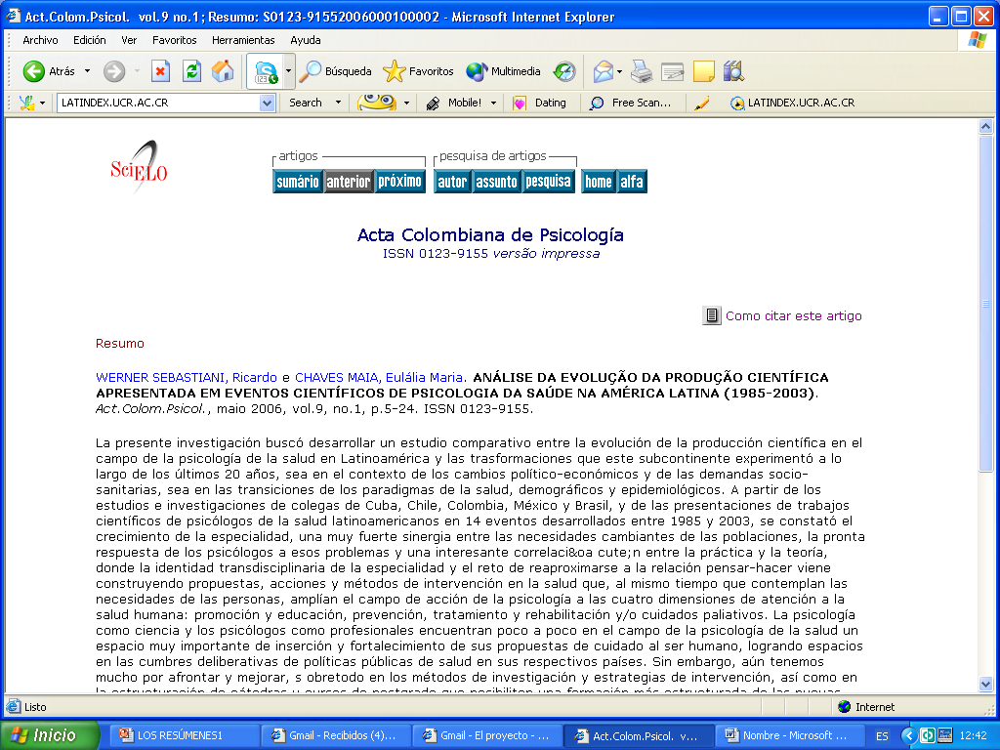 Act.Colom.Psicol. vol.9 no.1; Resumo: S0123-91552006000100002 - Microsoft Internet Explorer
Archivo Edición Ver Favoritos Herramientas Ayuda
Atrás Búsqueda Favoritos Multimedia
LATINDEX.UCR.AC.CR Search Mobile! Dating Free Scan... LATINDEX.UCR.AC.CR
SciELO
artigos pesquisa de artigos
sumário anterior próximo autor assunto pesquisa home alfa
Acta Colombiana de Psicología
ISSN 0123-9155 versão impressa
Como citar este artigo
Resumo
WERNER SEBASTIANI, Ricardo e CHAVES MAIA, Eulália Maria. ANÁLISE DA EVOLUÇÃO DA PRODUÇÃO CIENTÍFICA
APRESENTADA EM EVENTOS CIENTÍFICOS DE PSICOLOGIA DA SAÚDE NA AMÉRICA LATINA (1985-2003).
Act.Colom.Psicol., maio 2006, vol.9, no.1, p.5-24. ISSN 0123-9155.
La presente investigación buscó desarrollar un estudio comparativo entre la evolución de la producción científica en el
campo de la psicología de la salud en Latinoamérica y las trasformaciones que este subcontinente experimentó a lo
largo de los últimos 20 años, sea en el contexto de los cambios político-económicos y de las demandas socio-
sanitarias, sea en las transiciones de los paradigmas de la salud, demográficos y epidemiológicos. A partir de los
estudios e investigaciones de colegas de Cuba, Chile, Colombia, México y Brasil, y de las presentaciones de trabajos
científicos de psicólogos de la salud latinoamericanos en 14 eventos desarrollados entre 1985 y 2003, se constató el
crecimiento de la especialidad, una muy fuerte sinergia entre las necesidades cambiantes de las poblaciones, la pronta
respuesta de los psicólogos a esos problemas y una interesante correlaci&oa cute;n entre la práctica y la teoría,
donde la identidad transdisciplinaria de la especialidad y el reto de reaproximarse a la relación pensar-hacer viene
construyendo propuestas, acciones y métodos de intervención en la salud que, al mismo tiempo que contemplan las
necesidades de las personas, amplían el campo de acción de la psicología a las cuatro dimensiones de atención a la
salud humana: promoción y educación, prevención, tratamiento y rehabilitación y/o cuidados paliativos. La psicología
como ciencia y los psicólogos como profesionales encuentran poco a poco en el campo de la psicología de la salud un
espacio muy importante de inserción y fortalecimiento de sus propuestas de cuidado al ser humano, logrando espacios
en las cumbres deliberativas de políticas públicas de salud en sus respectivos países. Sin embargo, aún tenemos
mucho por afrontar y mejorar, s obretodo en los métodos de investigación y estrategias de intervención, así como en
la estructuración de cátedras y cursos de postgrado que posibiliten una formación más estructurada de las nuevas
Listo Internet
Inicio LOS RESÚMENES1 Gmail - Recibidos (4)... Gmail - El proyecto - ... Act.Colom.Psicol. v... Nombre - Microsoft ... ES 12:42